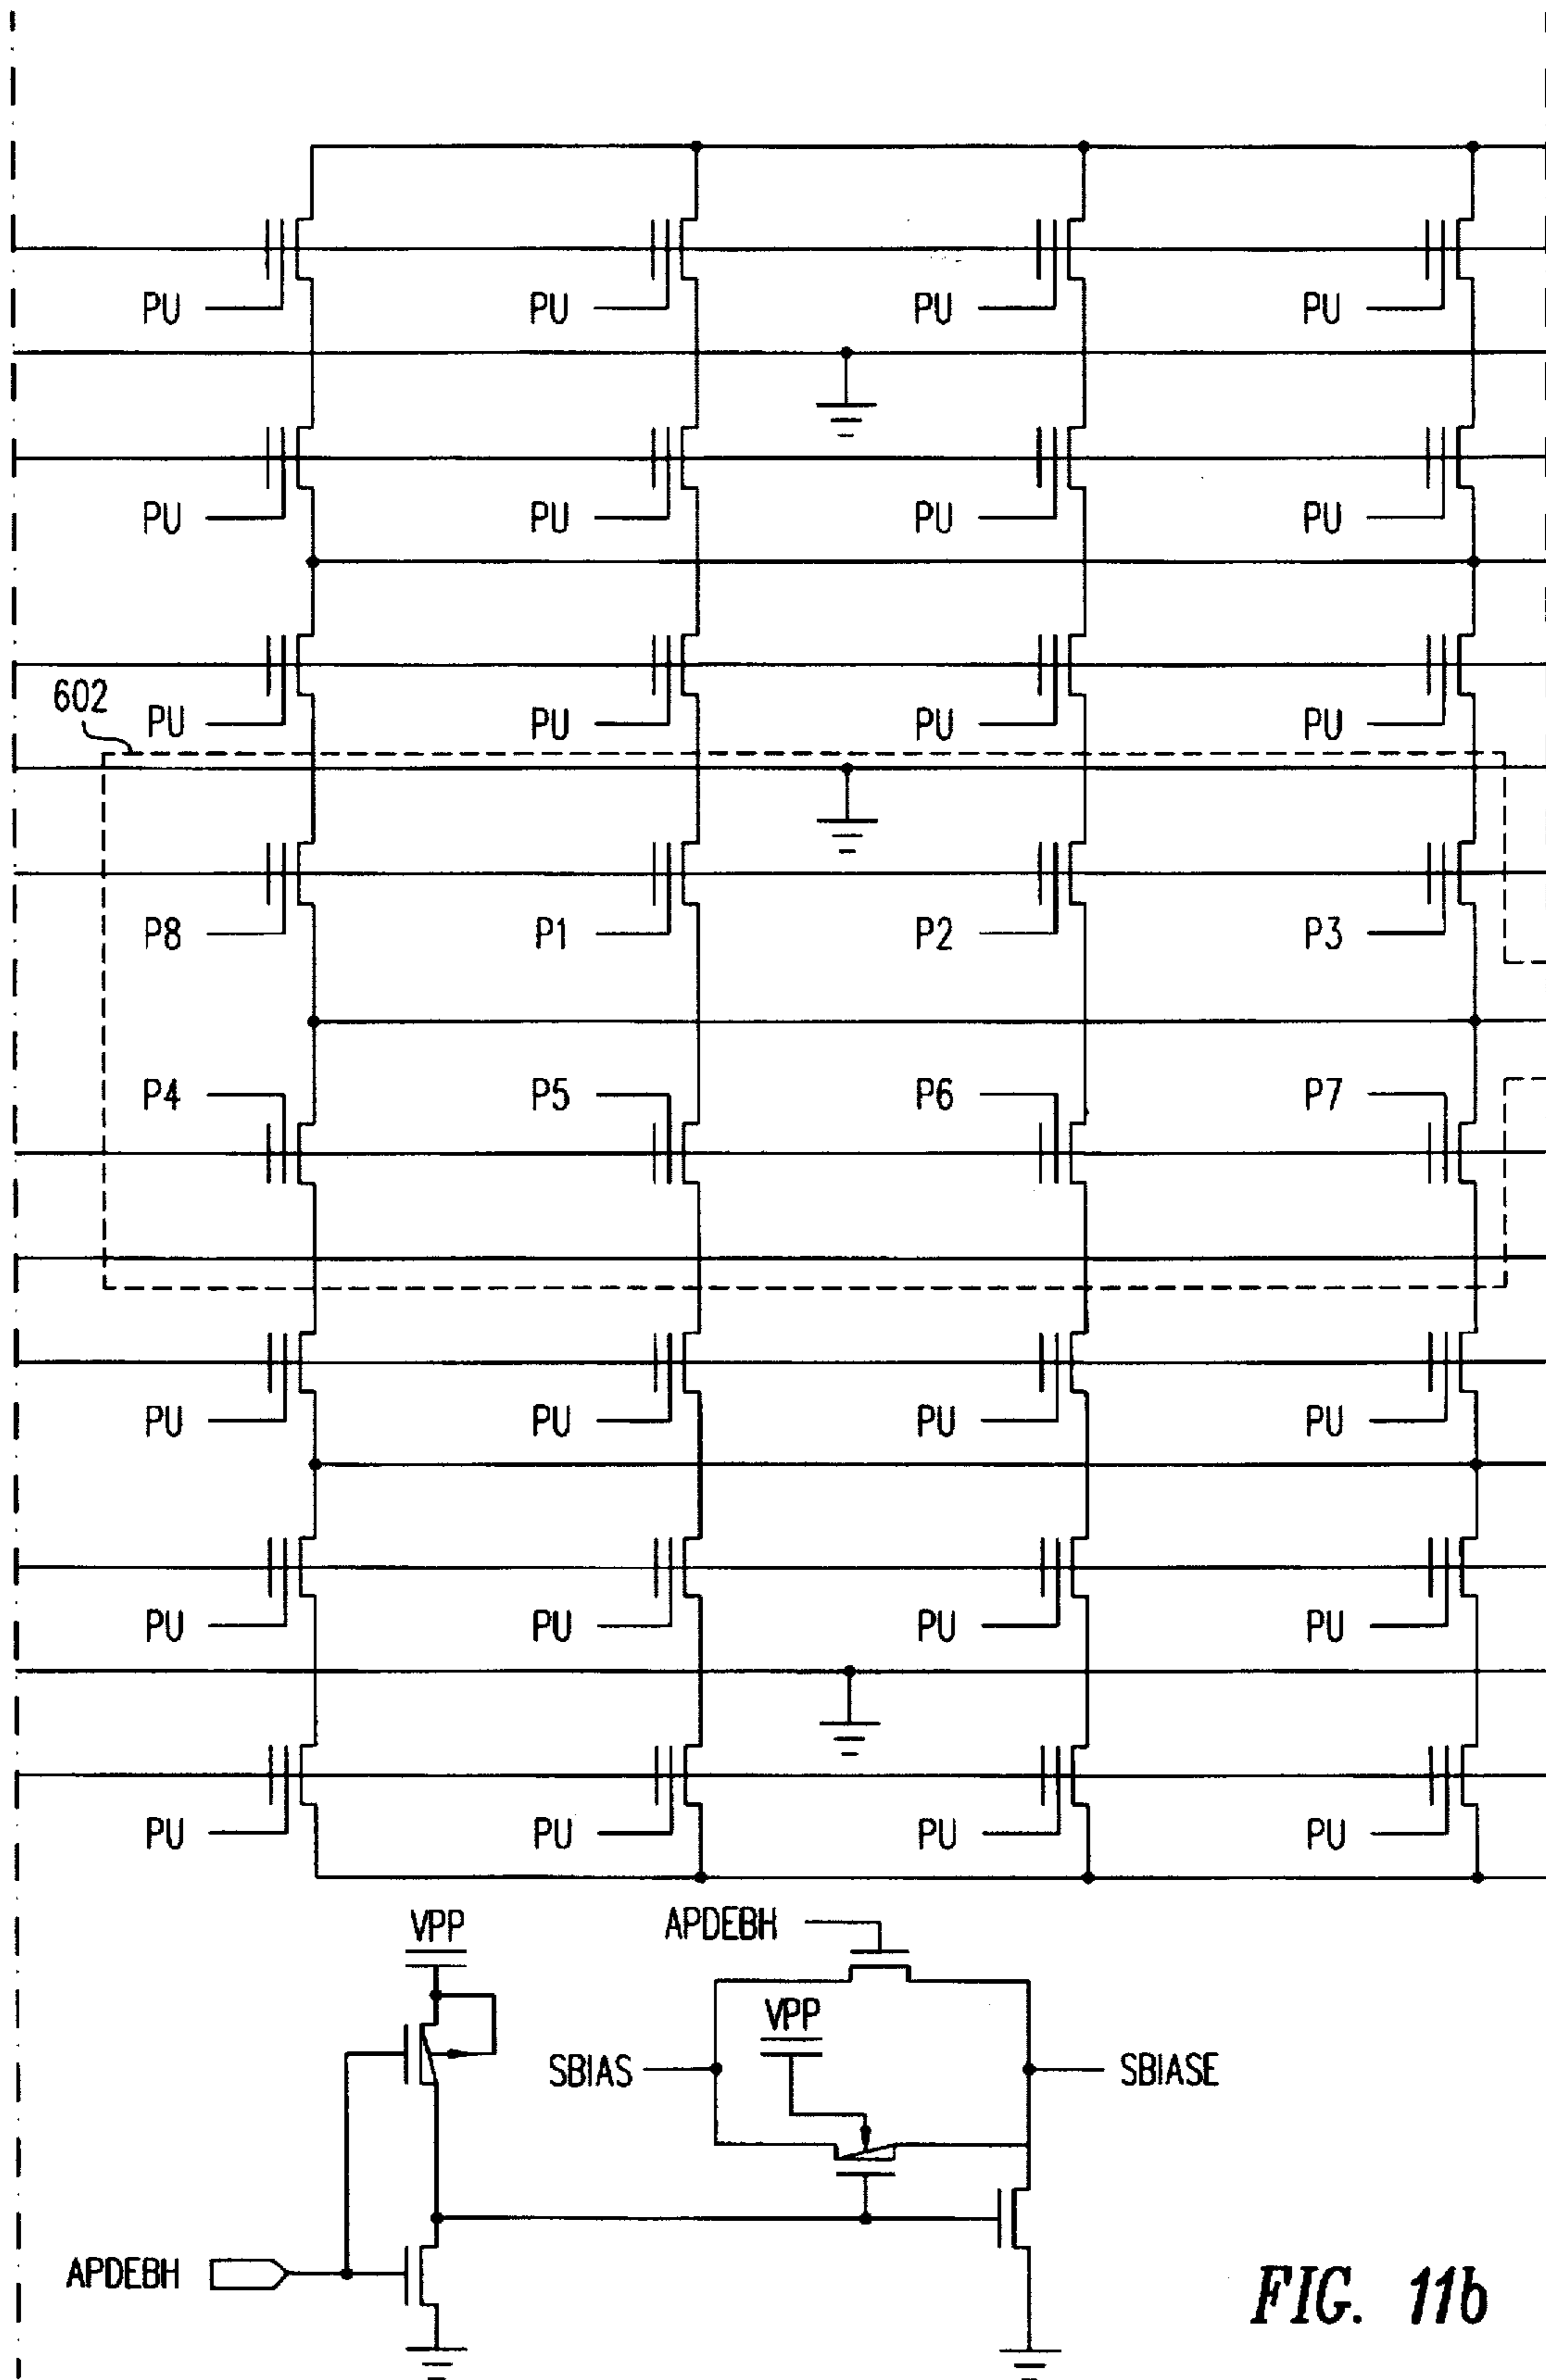 PU PU PU PU
PU PU PU PU
602
PU PU PU PU
P8 P1 P2 P3
P4 P5 P6 P7
PU PU PU PU
PU PU PU PU
PU PU PU PU
VPP APDEBH
VPP
SBIAS SBIASE
APDEBH
FIG. 11b